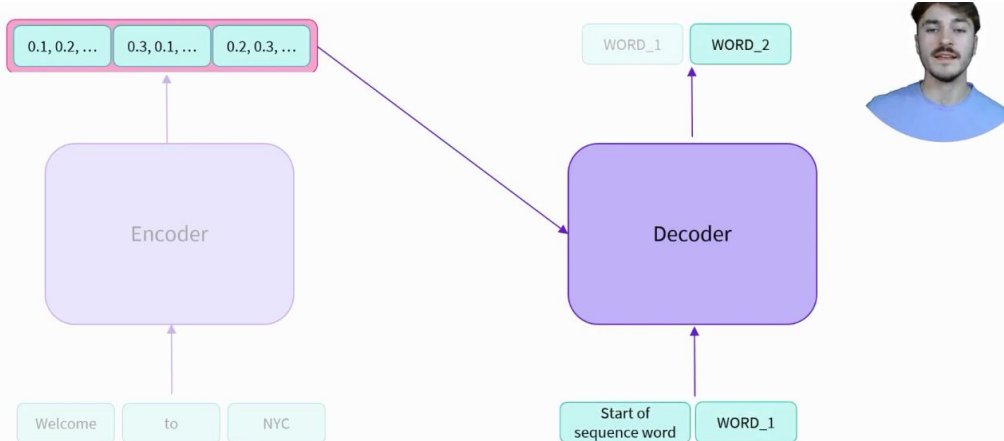 0.1, 0.2, ...
0.3, 0.1, ...
0.2, 0.3, ...
WORD_1
WORD_2
Encoder
Decoder
Welcome
to
NYC
Start of
sequence word
WORD_1